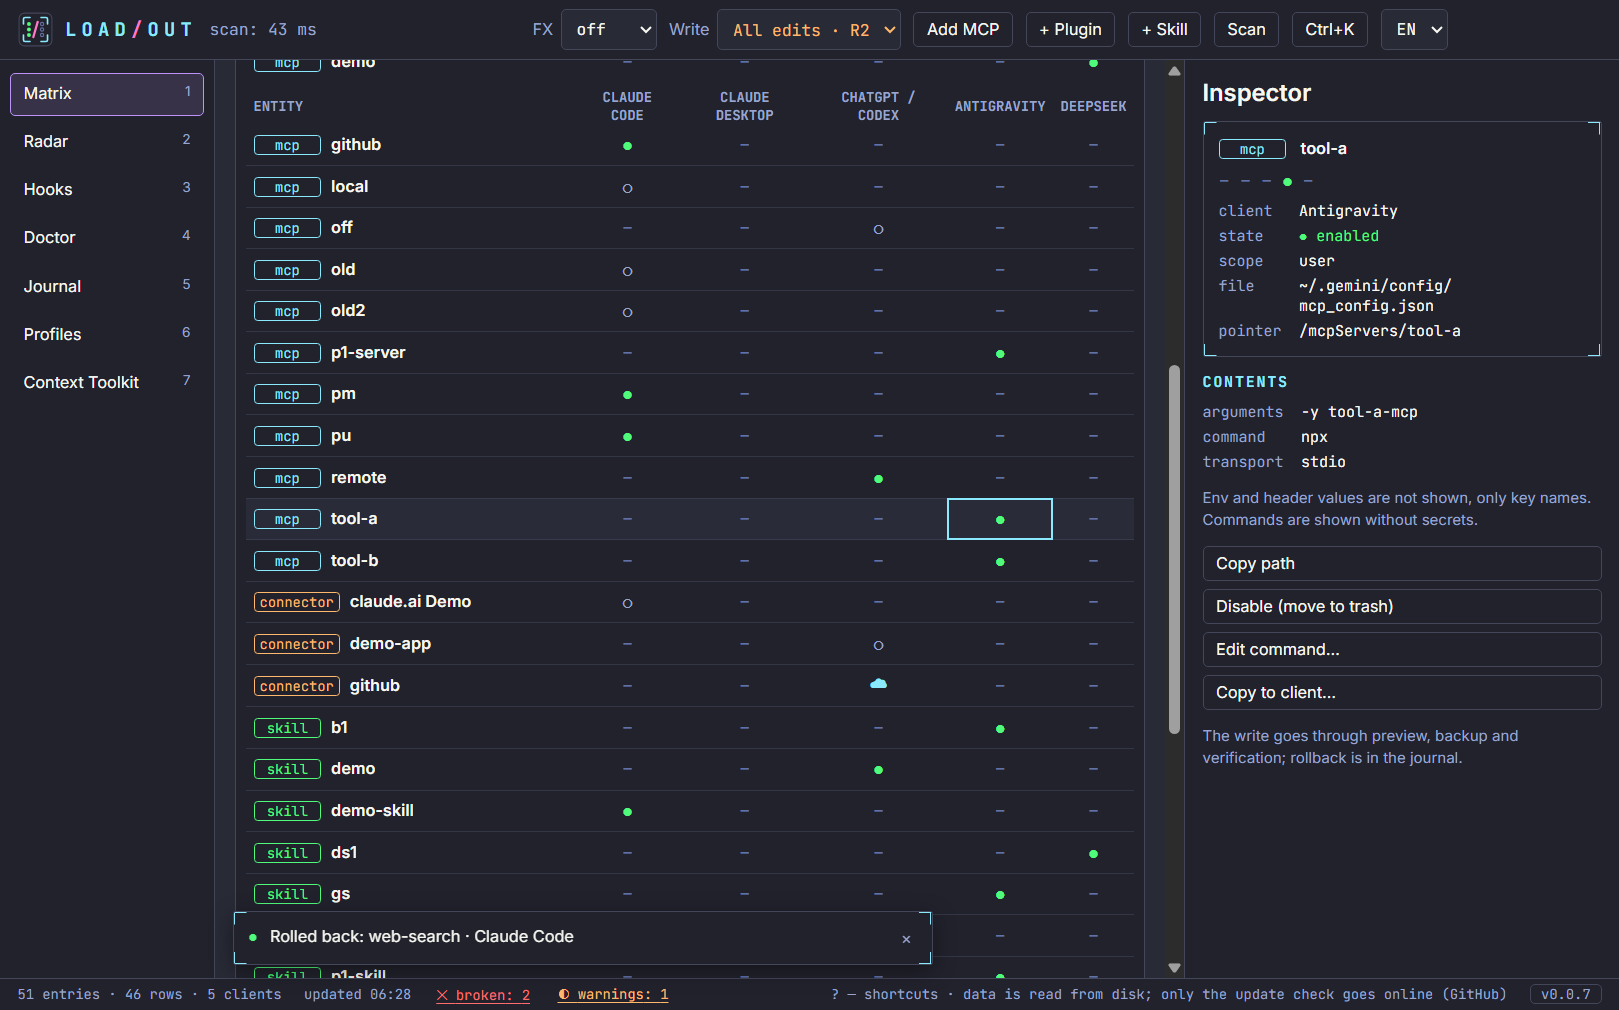 LOAD/OUT scan: 43 ms FX off Write All edits · R2 Add MCP + Plugin + Skill Scan Ctrl+K EN
Matrix 1
Radar 2
Hooks 3
Doctor 4
Journal 5
Profiles 6
Context Toolkit 7
mcp demo — — — — ●
ENTITY CLAUDE CODE CLAUDE DESKTOP CHATGPT / CODEX ANTIGRAVITY DEEPSEEK
mcp github ● — — — —
mcp local ○ — — — —
mcp off — — ○ — —
mcp old ○ — — — —
mcp old2 ○ — — — —
mcp p1-server — — — ● —
mcp pm ● — — — —
mcp pu ● — — — —
mcp remote — — ● — —
mcp tool-a — — — ● —
mcp tool-b — — — ● —
connector claude.ai Demo ○ — — — —
connector demo-app — — ○ — —
connector github — — — —
skill b1 — — — ● —
skill demo — — ● — —
skill demo-skill ● — — — —
skill ds1 — — — — ●
skill gs — — — ● —
● Rolled back: web-search · Claude Code ×
— —
skill p1-skill — — — ● —
Inspector
mcp tool-a
— — — ● —
client Antigravity
state ● enabled
scope user
file ~/.gemini/config/
mcp_config.json
pointer /mcpServers/tool-a
CONTENTS
arguments -y tool-a-mcp
command npx
transport stdio
Env and header values are not shown, only key names.
Commands are shown without secrets.
Copy path
Disable (move to trash)
Edit command...
Copy to client...
The write goes through preview, backup and
verification; rollback is in the journal.
51 entries · 46 rows · 5 clients updated 06:28 × broken: 2 ◐ warnings: 1 ? — shortcuts · data is read from disk; only the update check goes online (GitHub) v0.0.7